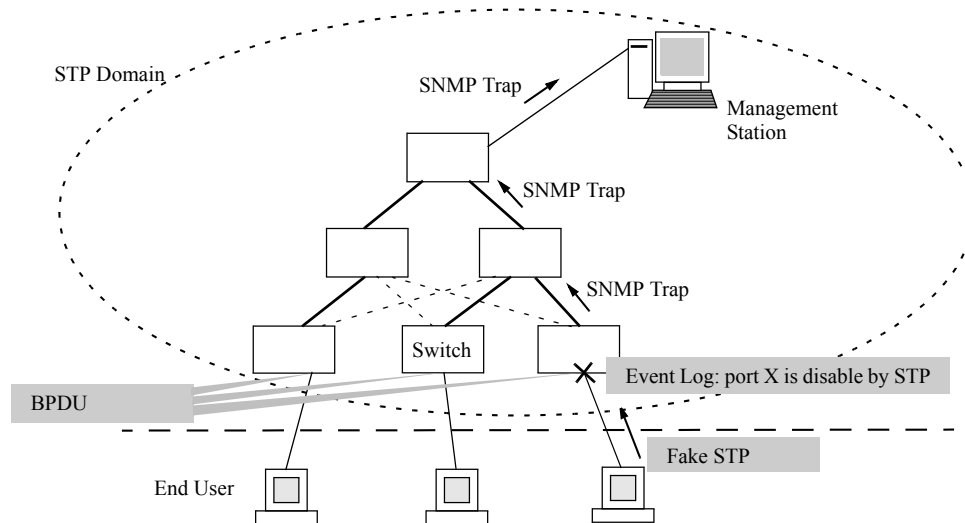 STP Domain
SNMP Trap
Management
Station
SNMP Trap
SNMP Trap
Switch
Event Log: port X is disable by STP
BPDU
Fake STP
End User